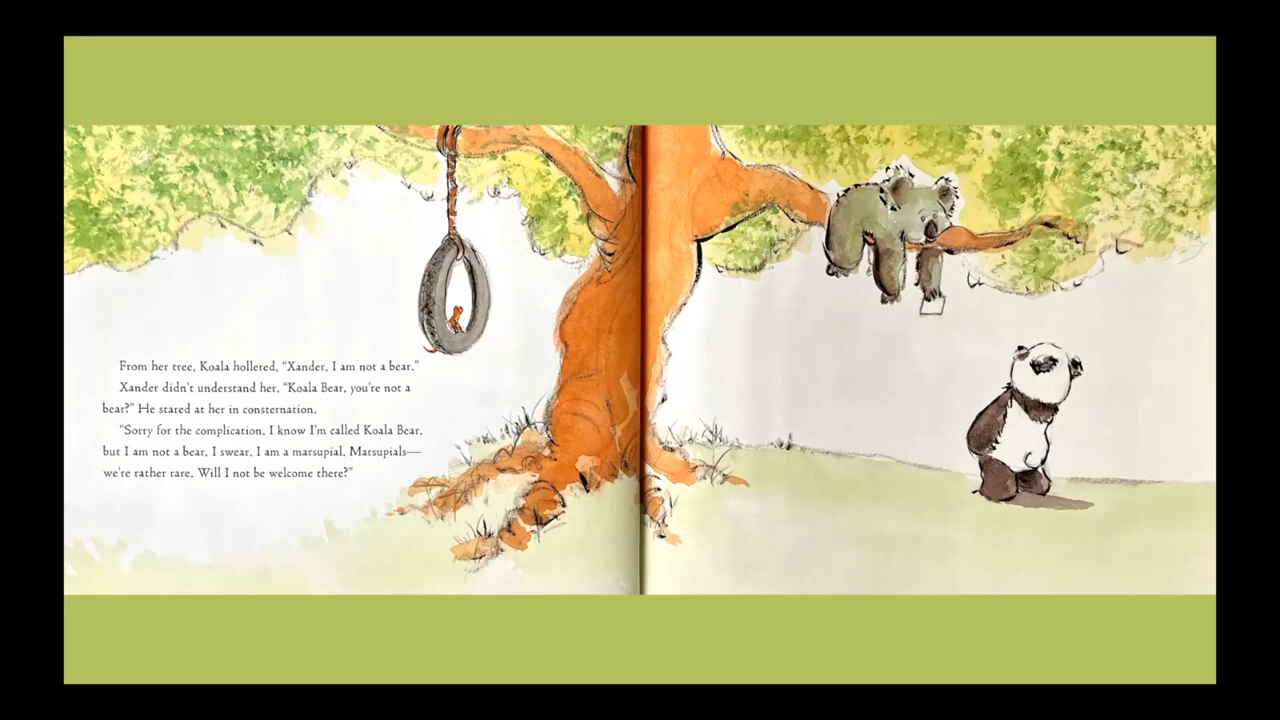 From her tree, Koala hollered, “Xander, I am not a bear.”
Xander didn't understand her. “Koala Bear, you're not a
bear?” He stared at her in consternation.
“Sorry for the complication. I know I'm called Koala Bear,
but I am not a bear, I swear. I am a marsupial. Marsupials—
we're rather rare. Will I not be welcome there?”